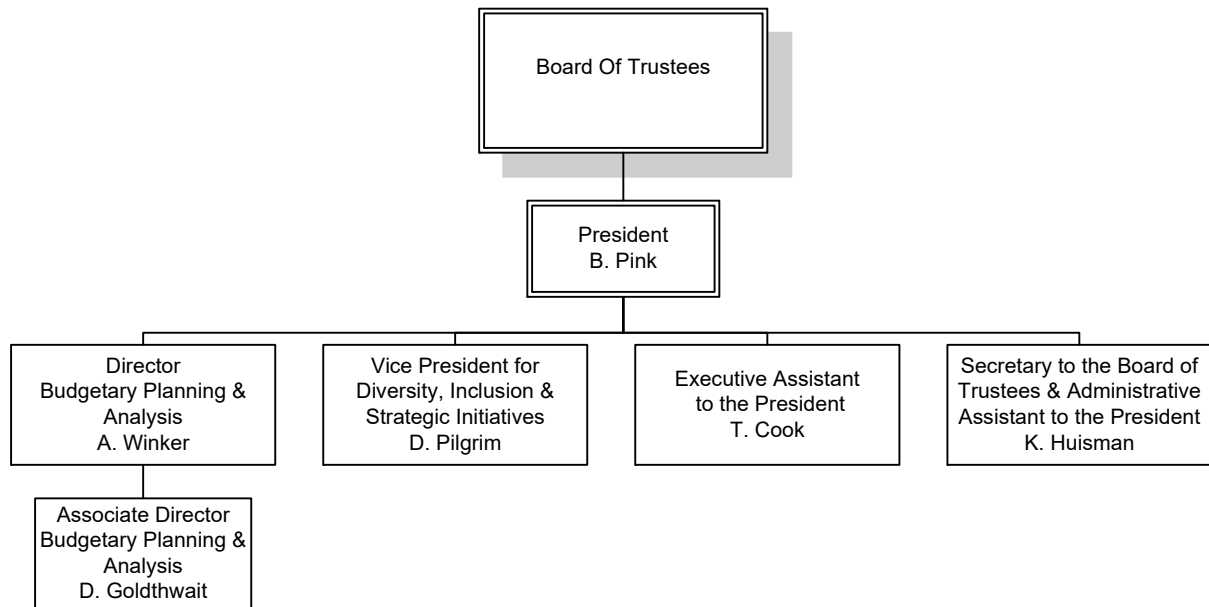 Board Of Trustees
President
B. Pink
Director
Budgetary Planning &
Analysis
A. Winker
Vice President for
Diversity, Inclusion &
Strategic Initiatives
D. Pilgrim
Executive Assistant
to the President
T. Cook
Secretary to the Board of
Trustees & Administrative
Assistant to the President
K. Huisman
Associate Director
Budgetary Planning &
Analysis
D. Goldthwait